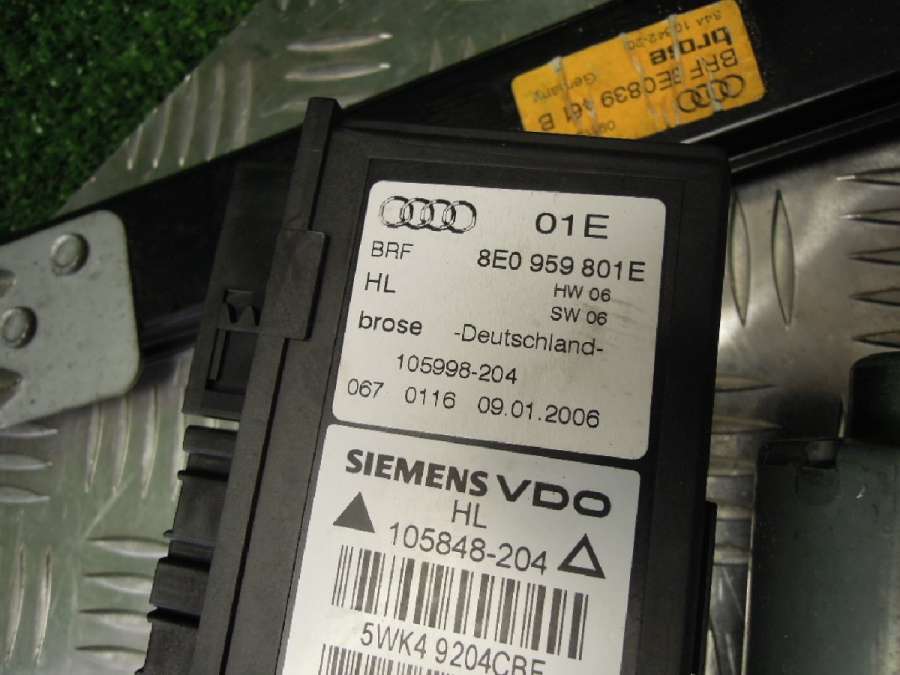 brose
BRF 8E0839 461 B
Germany
01E
BRF
8E0 959 801E
HL
HW 06
SW 06
brose -Deutschland-
105998-204
067 0116 09.01.2006
SIEMENS VDO
HL
105848-204
5WK4 9204CBE